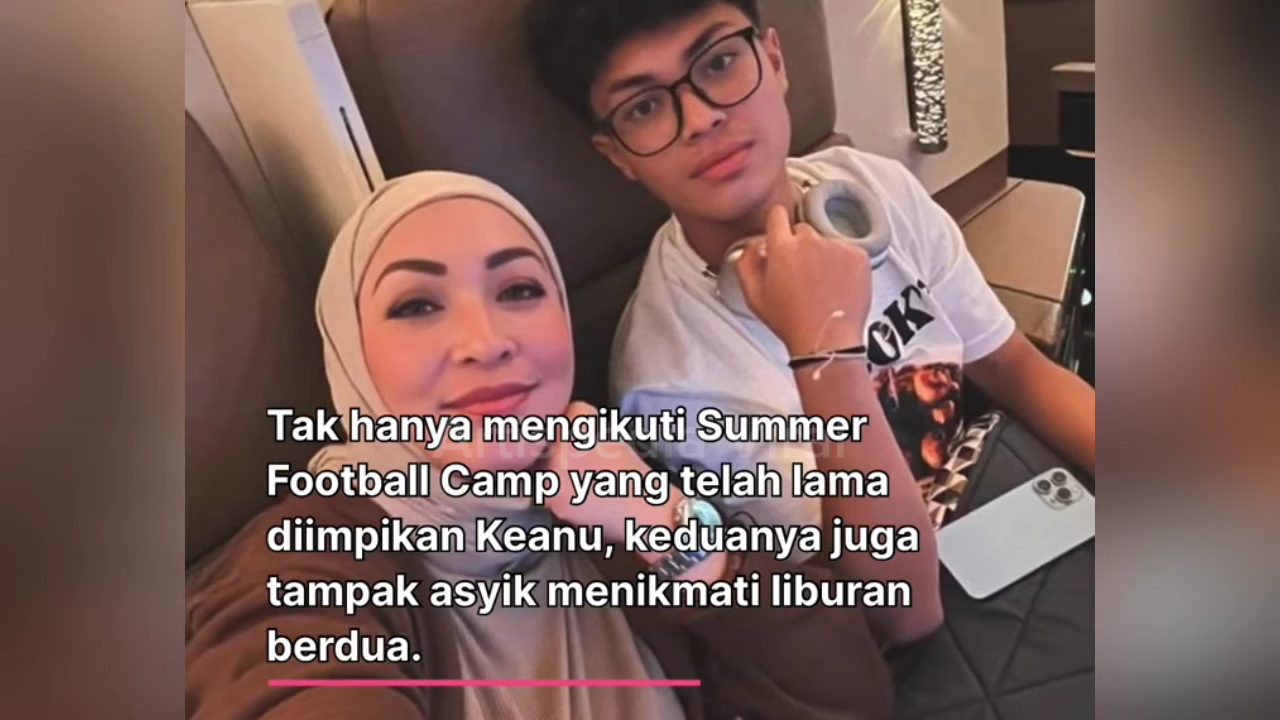 Tak hanya mengikuti Summer
Football Camp yang telah lama
diimpikan Keanu, keduanya juga
tampak asyik menikmati liburan
berdua.